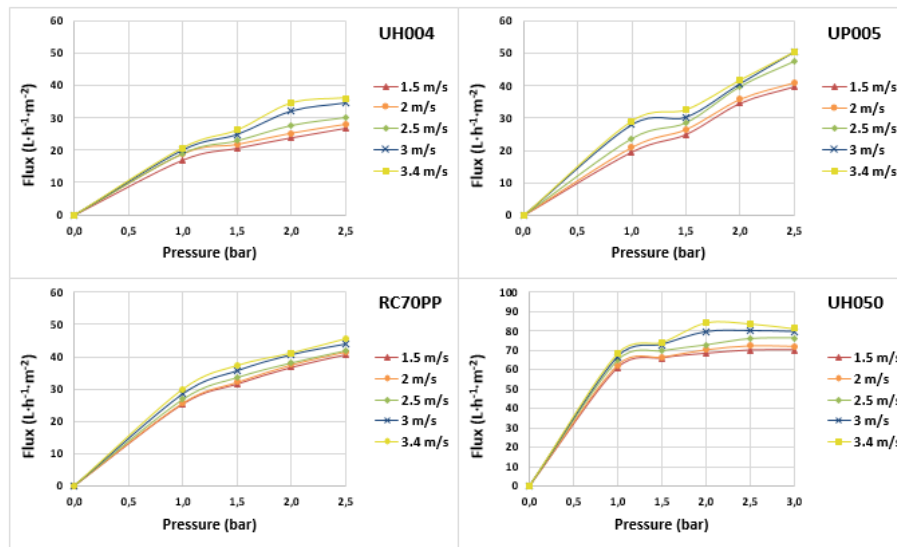 UH004
60
50
40
30
20
10
0
Flux (L·h⁻¹·m⁻²)
0,0 0,5 1,0 1,5 2,0 2,5
Pressure (bar)
1.5 m/s
2 m/s
2.5 m/s
3 m/s
3.4 m/s
UP005
60
50
40
30
20
10
0
Flux (L·h⁻¹·m⁻²)
0,0 0,5 1,0 1,5 2,0 2,5
Pressure (bar)
1.5 m/s
2 m/s
2.5 m/s
3 m/s
3.4 m/s
RC70PP
60
50
40
30
20
10
0
Flux (L·h⁻¹·m⁻²)
0,0 0,5 1,0 1,5 2,0 2,5
Pressure (bar)
1.5 m/s
2 m/s
2.5 m/s
3 m/s
3.4 m/s
UH050
100
90
80
70
60
50
40
30
20
10
0
Flux (L·h⁻¹·m⁻²)
0,0 0,5 1,0 1,5 2,0 2,5 3,0
Pressure (bar)
1.5 m/s
2 m/s
2.5 m/s
3 m/s
3.4 m/s